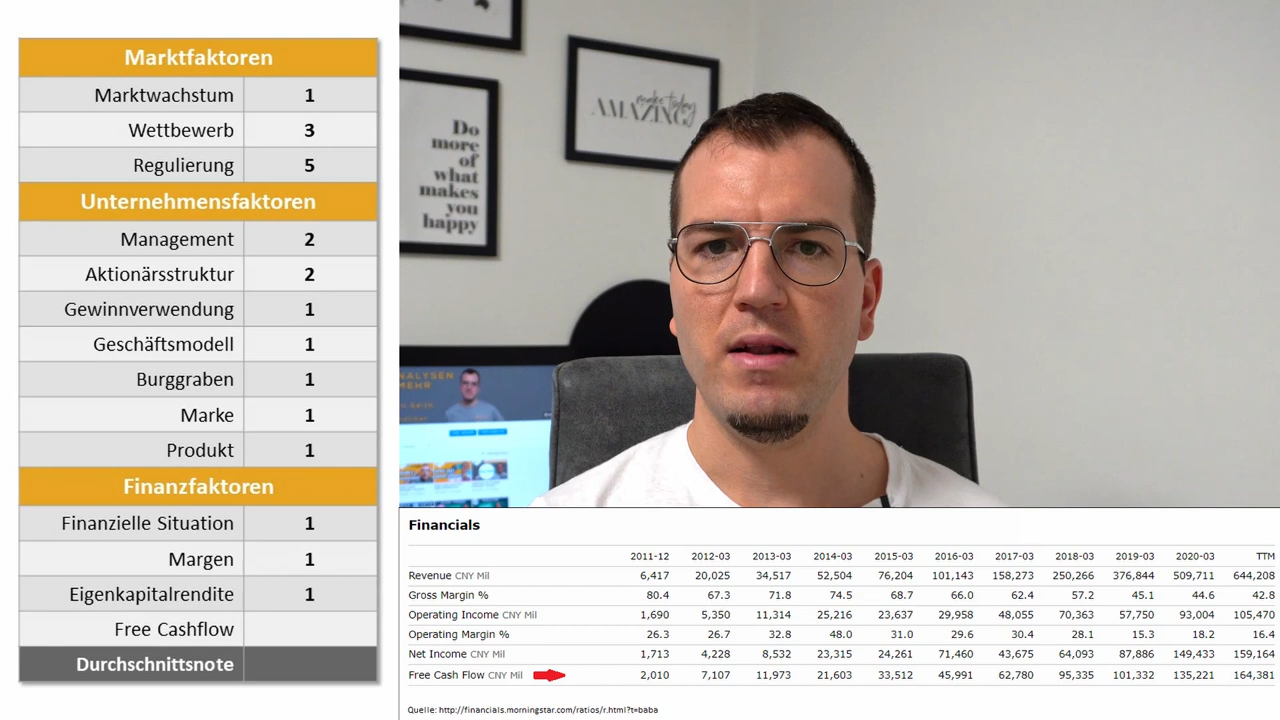 Marktfaktoren
Marktwachstum 1
Wettbewerb 3
Regulierung 5
Unternehmensfaktoren
Management 2
Aktionärsstruktur 2
Gewinnverwendung 1
Geschäftsmodell 1
Burggraben 1
Marke 1
Produkt 1
Finanzfaktoren
Finanzielle Situation 1
Margen 1
Eigenkapitalrendite 1
Free Cashflow
Durchschnittsnote
Do
more
of
what
makes
you
happy
make today
AMAZING
NALYSEN
MEHR
Financials
2011-12 2012-03 2013-03 2014-03 2015-03 2016-03 2017-03 2018-03 2019-03 2020-03 TTM
Revenue CNY Mil 6,417 20,025 34,517 52,504 76,204 101,143 158,273 250,266 376,844 509,711 644,208
Gross Margin % 80.4 67.3 71.8 74.5 68.7 66.0 62.4 57.2 45.1 44.6 42.8
Operating Income CNY Mil 1,690 5,350 11,314 25,216 23,637 29,958 48,055 70,363 57,750 93,004 105,470
Operating Margin % 26.3 26.7 32.8 48.0 31.0 29.6 30.4 28.1 15.3 18.2 16.4
Net Income CNY Mil 1,713 4,228 8,532 23,315 24,261 71,460 43,675 64,093 87,886 149,433 159,164
Free Cash Flow CNY Mil 2,010 7,107 11,973 21,603 33,512 45,991 62,780 95,335 101,332 135,221 164,381
Quelle: http://financials.morningstar.com/ratios/r.html?t=baba